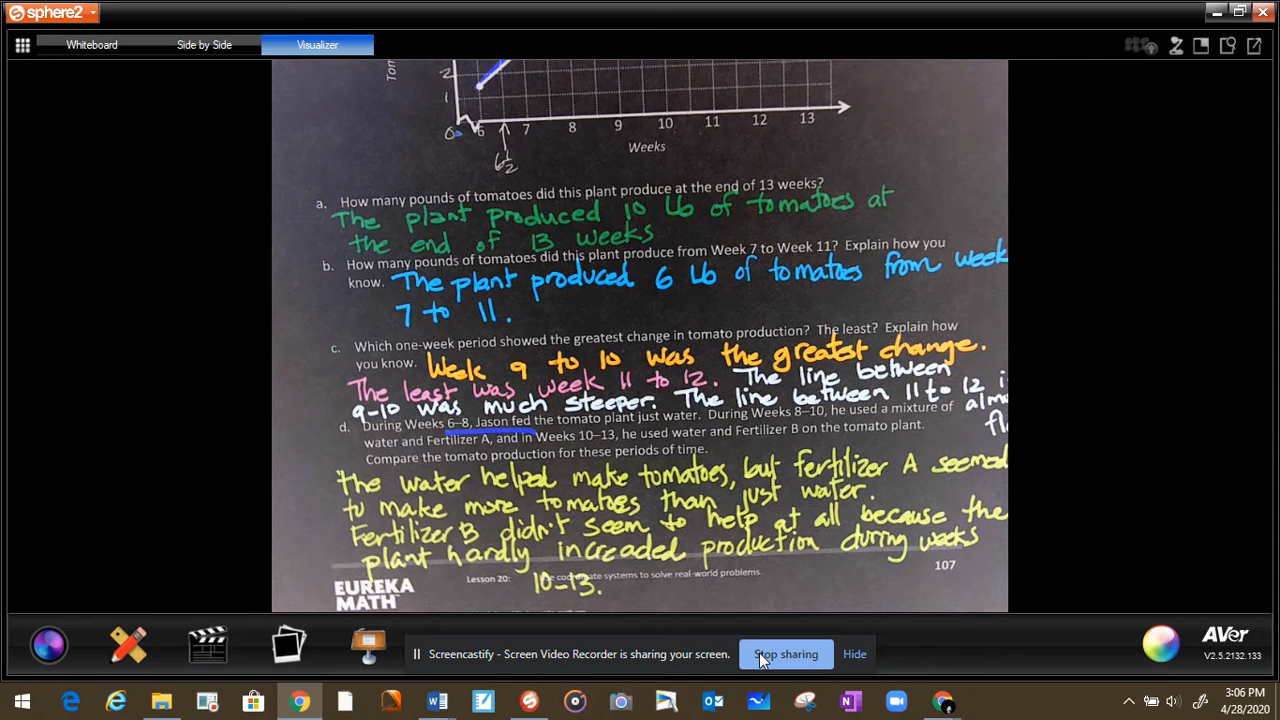 sphere2
Whiteboard Side by Side Visualizer
Tom
2
1
0 6 7 8 9 10 11 12 13
6 1/2
Weeks
a. How many pounds of tomatoes did this plant produce at the end of 13 weeks?
The plant produced 10 lb of tomatoes at
the end of 13 weeks
b. How many pounds of tomatoes did this plant produce from Week 7 to Week 11? Explain how you
know. The plant produced 6 lb of tomatoes from week
7 to 11.
c. Which one-week period showed the greatest change in tomato production? The least? Explain how
you know. Week 9 to 10 was the greatest change.
The least was week 11 to 12. The line between
9-10 was much steeper. The line between 11 to 12 i
d. During Weeks 6–8, Jason fed the tomato plant just water. During Weeks 8–10, he used a mixture of almo
water and Fertilizer A, and in Weeks 10–13, he used water and Fertilizer B on the tomato plant. fl
Compare the tomato production for these periods of time.
The water helped make tomatoes, but fertilizer A seemed
to make more tomatoes than just water.
Fertilizer B didn't seem to help at all because the
plant hardly increaded production during weeks
10-13.
EUREKA
MATH
Lesson 20: coordinate systems to solve real-world problems.
107
Screencastify - Screen Video Recorder is sharing your screen. Stop sharing Hide
AVer
V2.5.2132.133
3:06 PM
4/28/2020